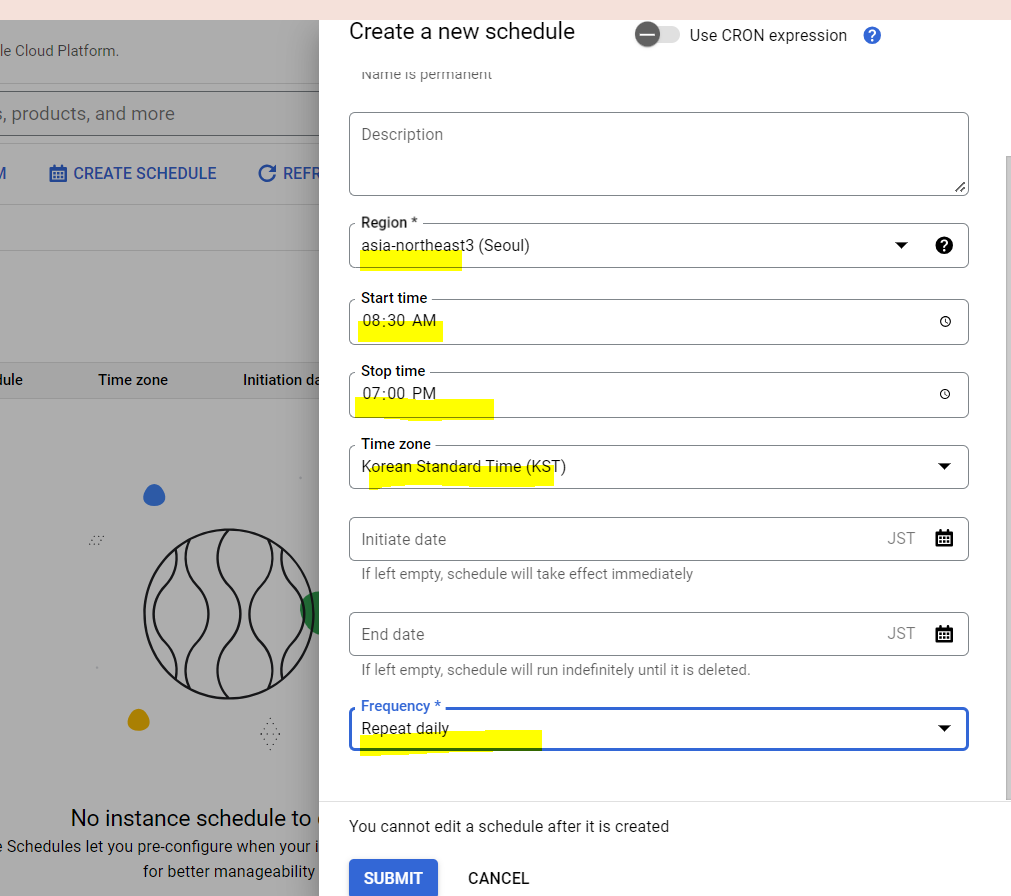 Create a new schedule
Use CRON expression
le Cloud Platform.
Name is permanent
s, products, and more
Description
M
CREATE SCHEDULE
REFR
Region *
asia-northeast3 (Seoul)
Start time
08:30 AM
Stop time
07:00 PM
dule
Time zone
Initiation da
Time zone
Korean Standard Time (KST)
Initiate date
JST
If left empty, schedule will take effect immediately
End date
JST
If left empty, schedule will run indefinitely until it is deleted.
Frequency *
Repeat daily
No instance schedule to
e Schedules let you pre-configure when your i
for better manageability
You cannot edit a schedule after it is created
SUBMIT
CANCEL